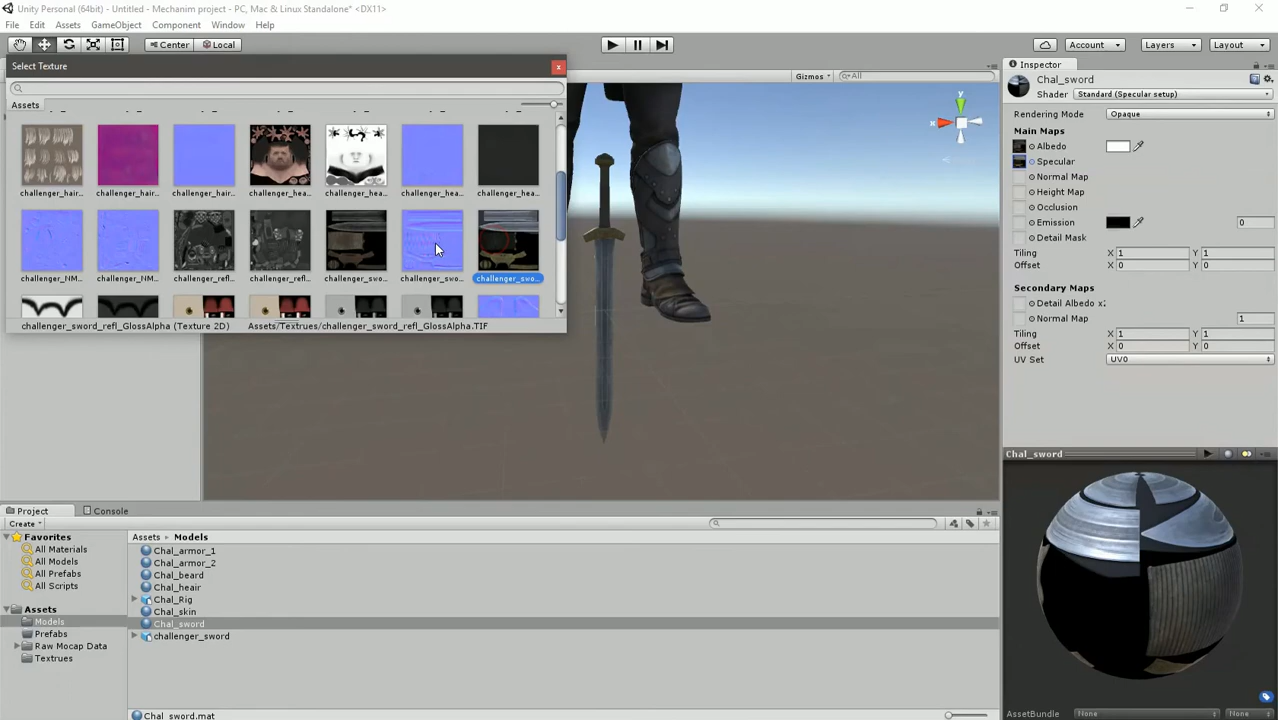 Unity Personal (64bit) - Untitled - Mechanim project - PC, Mac & Linux Standalone* <DX11>
File Edit Assets GameObject Component Window Help
Center Local Account Layers Layout
Select Texture
Assets
Gizmos All
challenger_hair... challenger_hair... challenger_hair... challenger_hea... challenger_hea... challenger_hea... challenger_hea...
challenger_NM... challenger_NM... challenger_refl... challenger_refl... challenger_swo... challenger_swo... challenger_swo...
challenger_sword_refl_GlossAlpha (Texture 2D) Assets/Textrues/challenger_sword_refl_GlossAlpha.TIF
y
x
Inspector
Chal_sword
Shader Standard (Specular setup)
Rendering Mode Opaque
Main Maps
Albedo
Specular
Normal Map
Height Map
Occlusion
Emission 0
Detail Mask
Tiling X 1 Y 1
Offset X 0 Y 0
Secondary Maps
Detail Albedo x2
Normal Map 1
Tiling X 1 Y 1
Offset X 0 Y 0
UV Set UV0
Chal_sword
AssetBundle None None
Project Console
Create
Favorites
All Materials
All Models
All Prefabs
All Scripts
Assets
Models
Prefabs
Raw Mocap Data
Textrues
Assets Models
Chal_armor_1
Chal_armor_2
Chal_beard
Chal_heair
Chal_Rig
Chal_skin
Chal_sword
challenger_sword
Chal_sword.mat